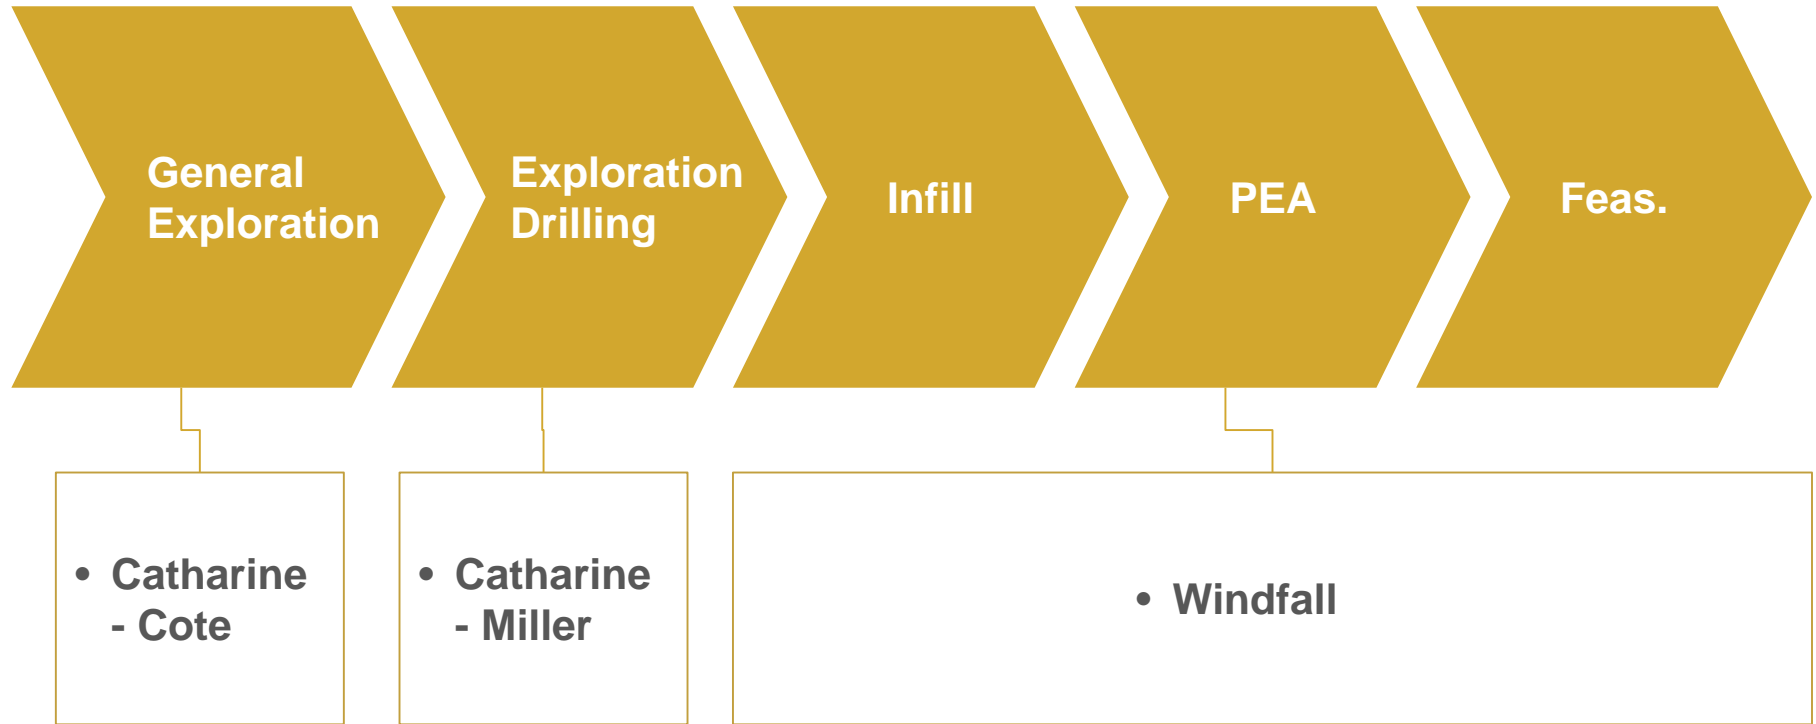 General
Exploration
Exploration
Drilling
Infill
PEA
Feas.
• Catharine
- Cote
• Catharine
- Miller
• Windfall